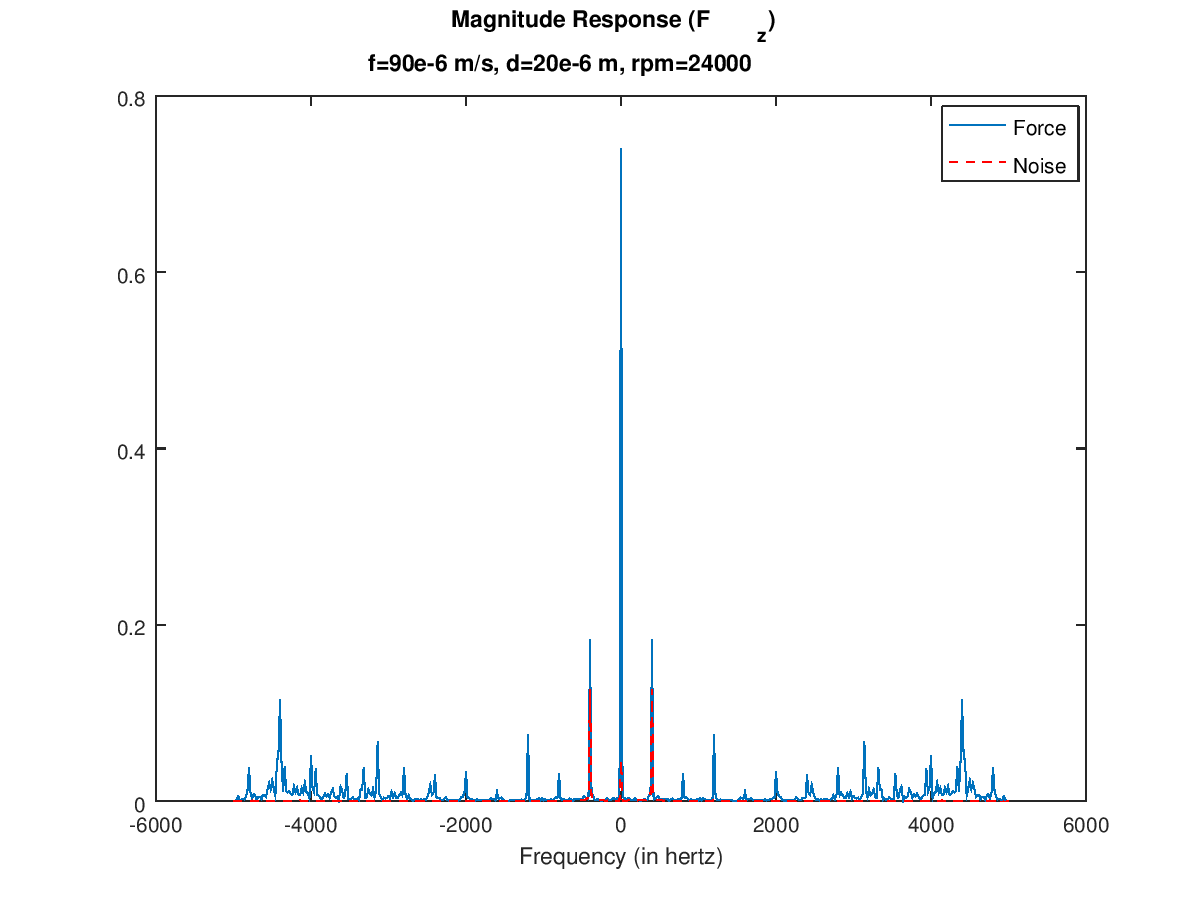 Magnitude Response (F z)
f=90e-6 m/s, d=20e-6 m, rpm=24000
0.8
0.6
0.4
0.2
0
Force
Noise
-6000 -4000 -2000 0 2000 4000 6000
Frequency (in hertz)